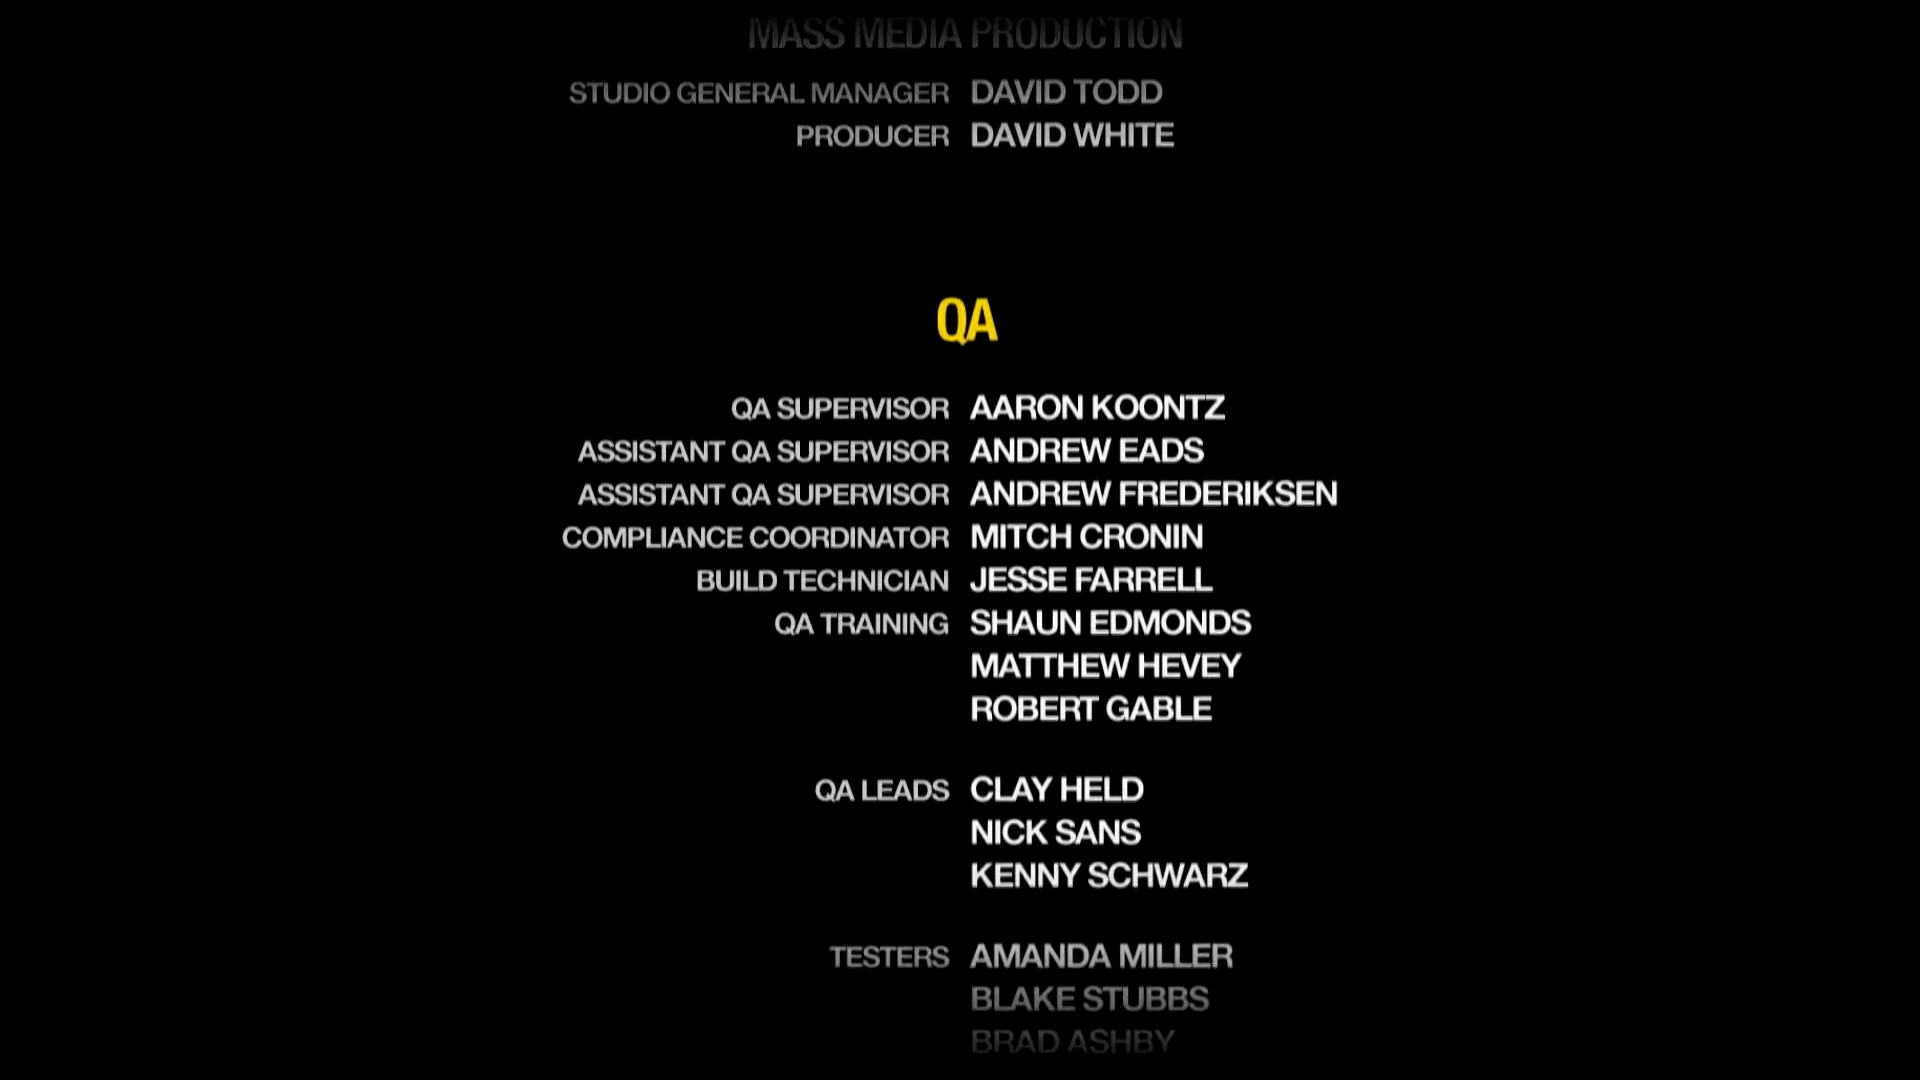 MASS MEDIA PRODUCTION
STUDIO GENERAL MANAGER DAVID TODD
PRODUCER DAVID WHITE
QA
QA SUPERVISOR AARON KOONTZ
ASSISTANT QA SUPERVISOR ANDREW EADS
ASSISTANT QA SUPERVISOR ANDREW FREDERIKSEN
COMPLIANCE COORDINATOR MITCH CRONIN
BUILD TECHNICIAN JESSE FARRELL
QA TRAINING SHAUN EDMONDS
MATTHEW HEVEY
ROBERT GABLE
QA LEADS CLAY HELD
NICK SANS
KENNY SCHWARZ
TESTERS AMANDA MILLER
BLAKE STUBBS
BRAD ASHBY